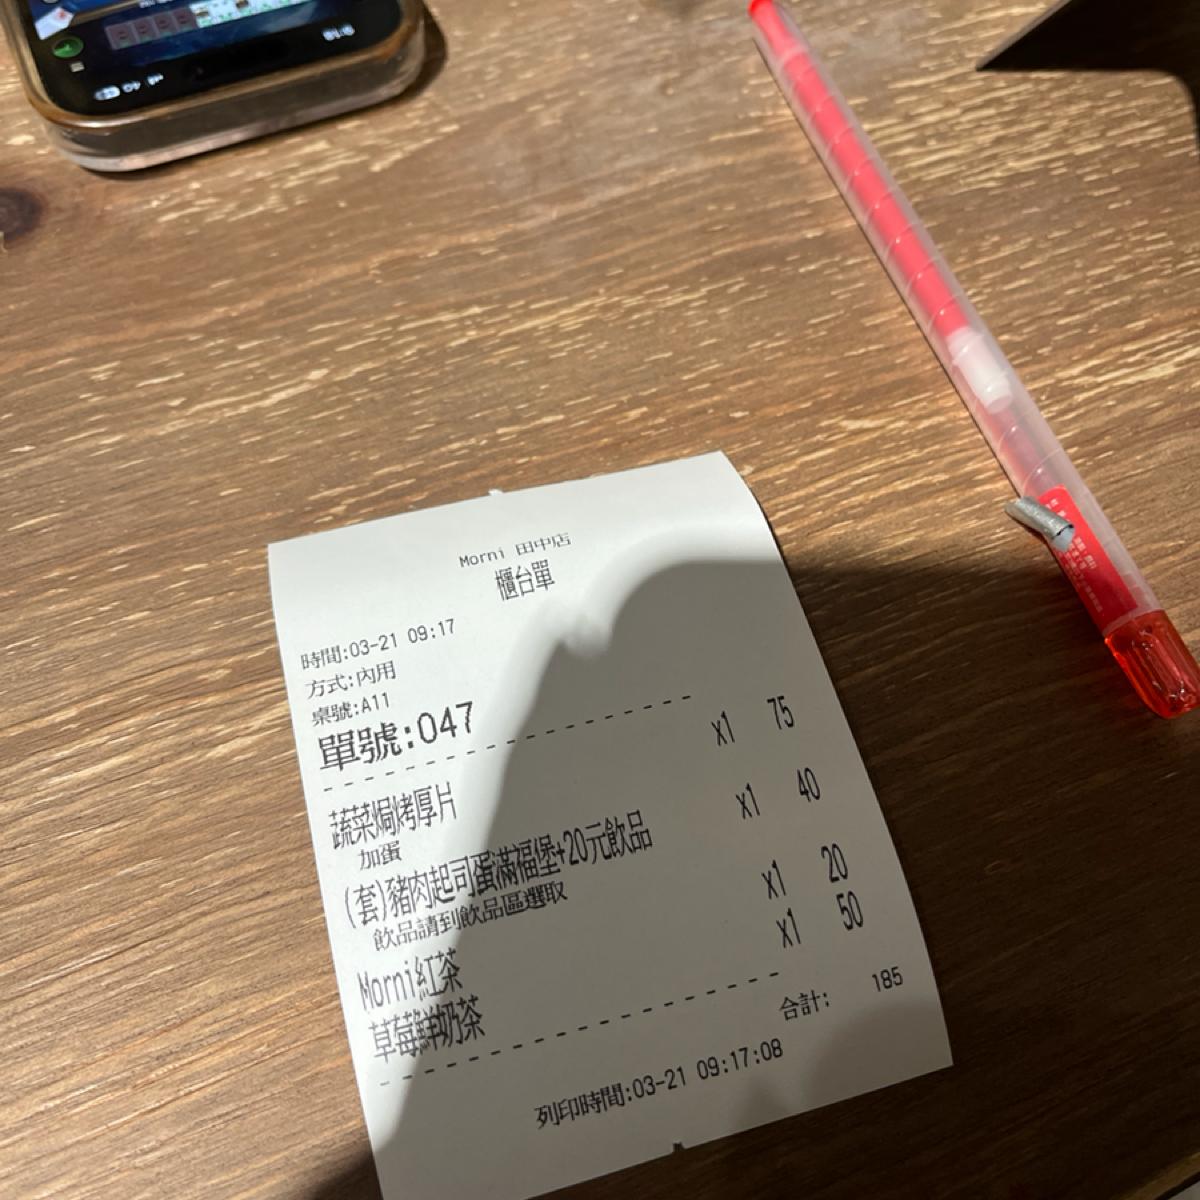 Morni 田中店
櫃台單
時間:03-21 09:17
方式:內用
桌號:A11
單號:047
蔬菜焗烤厚片 x1 75
加蛋
(套)豬肉起司蛋滿福堡+20元飲品 x1 40
飲品請到飲品區選取
Morni紅茶 x1 20
草莓鮮奶茶 x1 50
合計: 185
列印時間:03-21 09:17:08